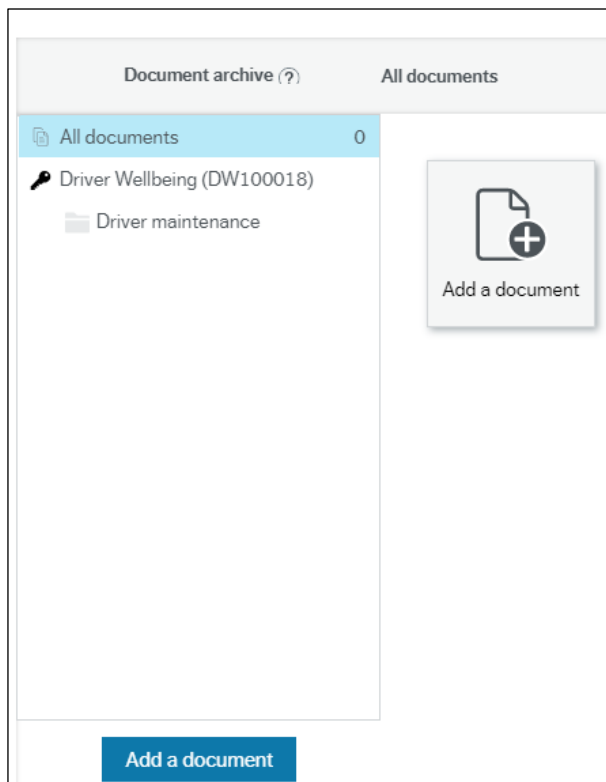 Document archive ?
All documents
All documents 0
Driver Wellbeing (DW100018)
Driver maintenance
Add a document
Add a document